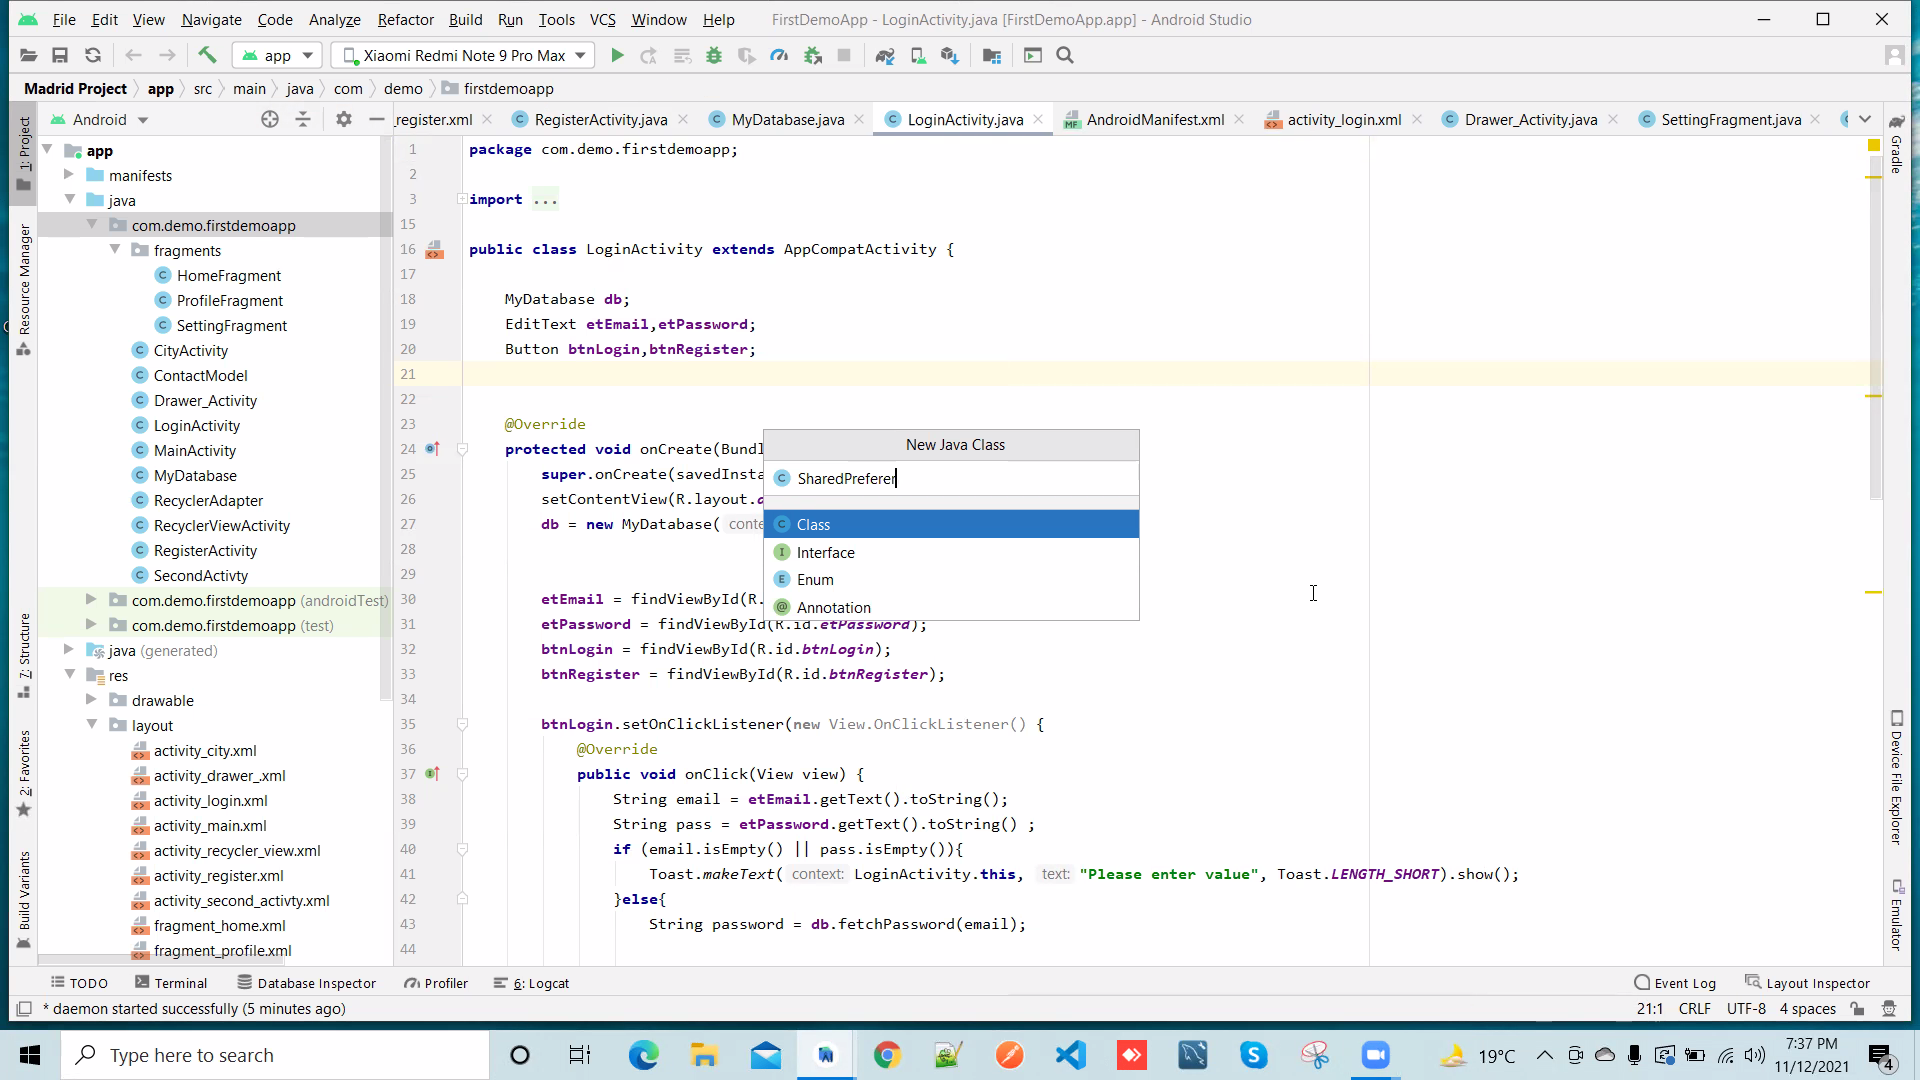 File Edit View Navigate Code Analyze Refactor Build Run Tools VCS Window Help FirstDemoApp - LoginActivity.java [FirstDemoApp.app] - Android Studio
app Xiaomi Redmi Note 9 Pro Max
Madrid Project app src main java com demo firstdemoapp
Android _register.xml RegisterActivity.java MyDatabase.java LoginActivity.java AndroidManifest.xml activity_login.xml Drawer_Activity.java SettingFragment.java
1: Project
Resource Manager
7: Structure
2: Favorites
Build Variants
app
manifests
java
com.demo.firstdemoapp
fragments
HomeFragment
ProfileFragment
SettingFragment
CityActivity
ContactModel
Drawer_Activity
LoginActivity
MainActivity
MyDatabase
RecyclerAdapter
RecyclerViewActivity
RegisterActivity
SecondActivty
com.demo.firstdemoapp (androidTest)
com.demo.firstdemoapp (test)
java (generated)
res
drawable
layout
activity_city.xml
activity_drawer_.xml
activity_login.xml
activity_main.xml
activity_recycler_view.xml
activity_register.xml
activity_second_activty.xml
fragment_home.xml
fragment_profile.xml
1 package com.demo.firstdemoapp;
2
3 import ...
15
16 public class LoginActivity extends AppCompatActivity {
17
18 MyDatabase db;
19 EditText etEmail,etPassword;
20 Button btnLogin,btnRegister;
21
22
23 @Override
24 protected void onCreate(Bundl
25 super.onCreate(savedInsta
26 setContentView(R.layout.a
27 db = new MyDatabase( conte
28
29
30 etEmail = findViewById(R.
31 etPassword = findViewById(R.id.etPassword);
32 btnLogin = findViewById(R.id.btnLogin);
33 btnRegister = findViewById(R.id.btnRegister);
34
35 btnLogin.setOnClickListener(new View.OnClickListener() {
36 @Override
37 public void onClick(View view) {
38 String email = etEmail.getText().toString();
39 String pass = etPassword.getText().toString() ;
40 if (email.isEmpty() || pass.isEmpty()){
41 Toast.makeText( context: LoginActivity.this, text: "Please enter value", Toast.LENGTH_SHORT).show();
42 }else{
43 String password = db.fetchPassword(email);
44
New Java Class
SharedPreferer
Class
Interface
Enum
Annotation
Gradle
Device File Explorer
Emulator
TODO Terminal Database Inspector Profiler 6: Logcat Event Log Layout Inspector
* daemon started successfully (5 minutes ago) 21:1 CRLF UTF-8 4 spaces
Type here to search 19°C 7:37 PM
11/12/2021
4